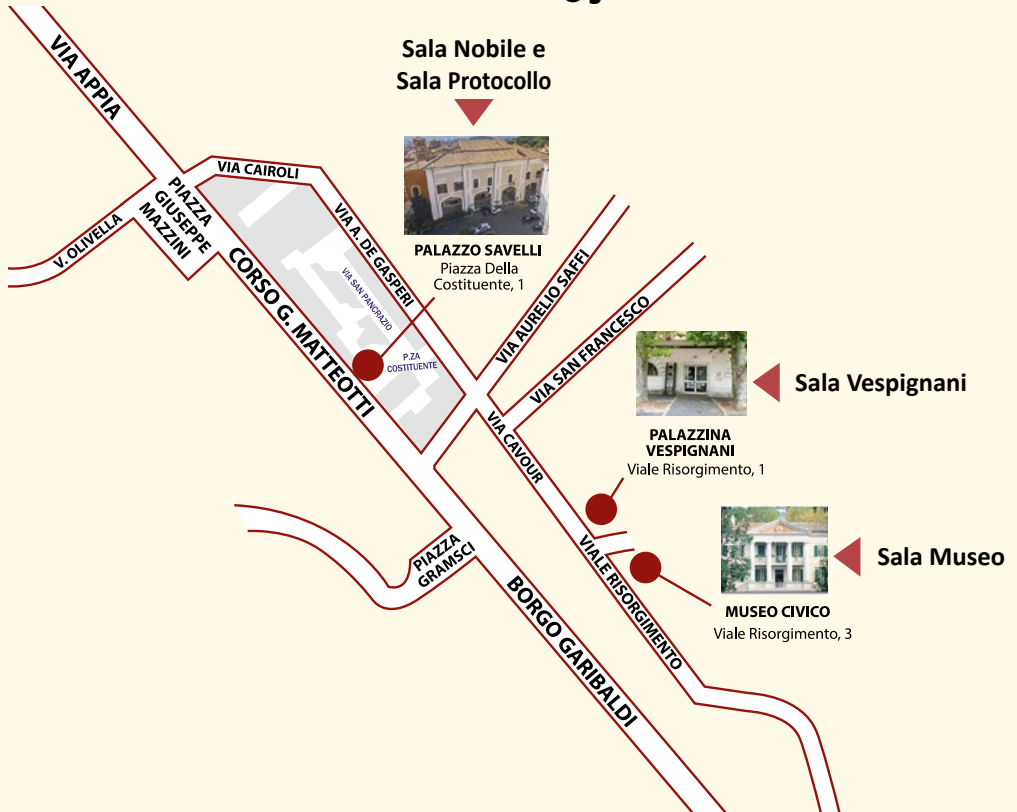 Sala Nobile e
Sala Protocollo
VIA APPIA
VIA CAIROLI
PIAZZA
GIUSEPPE
MAZZINI
V. OLIVELLA
VIA A. DE GASPERI
PALAZZO SAVELLI
Piazza Della
Costituente, 1
VIA SAN PANCRAZIO
CORSO G. MATTEOTTI
P.ZA
COSTITUENTE
VIA AURELIO SAFFI
VIA SAN FRANCESCO
Sala Vespignani
VIA CAVOUR
PALAZZINA
VESPIGNANI
Viale Risorgimento, 1
PIAZZA
GRAMSCI
VIALE RISORGIMENTO
Sala Museo
BORGO GARIBALDI
MUSEO CIVICO
Viale Risorgimento, 3